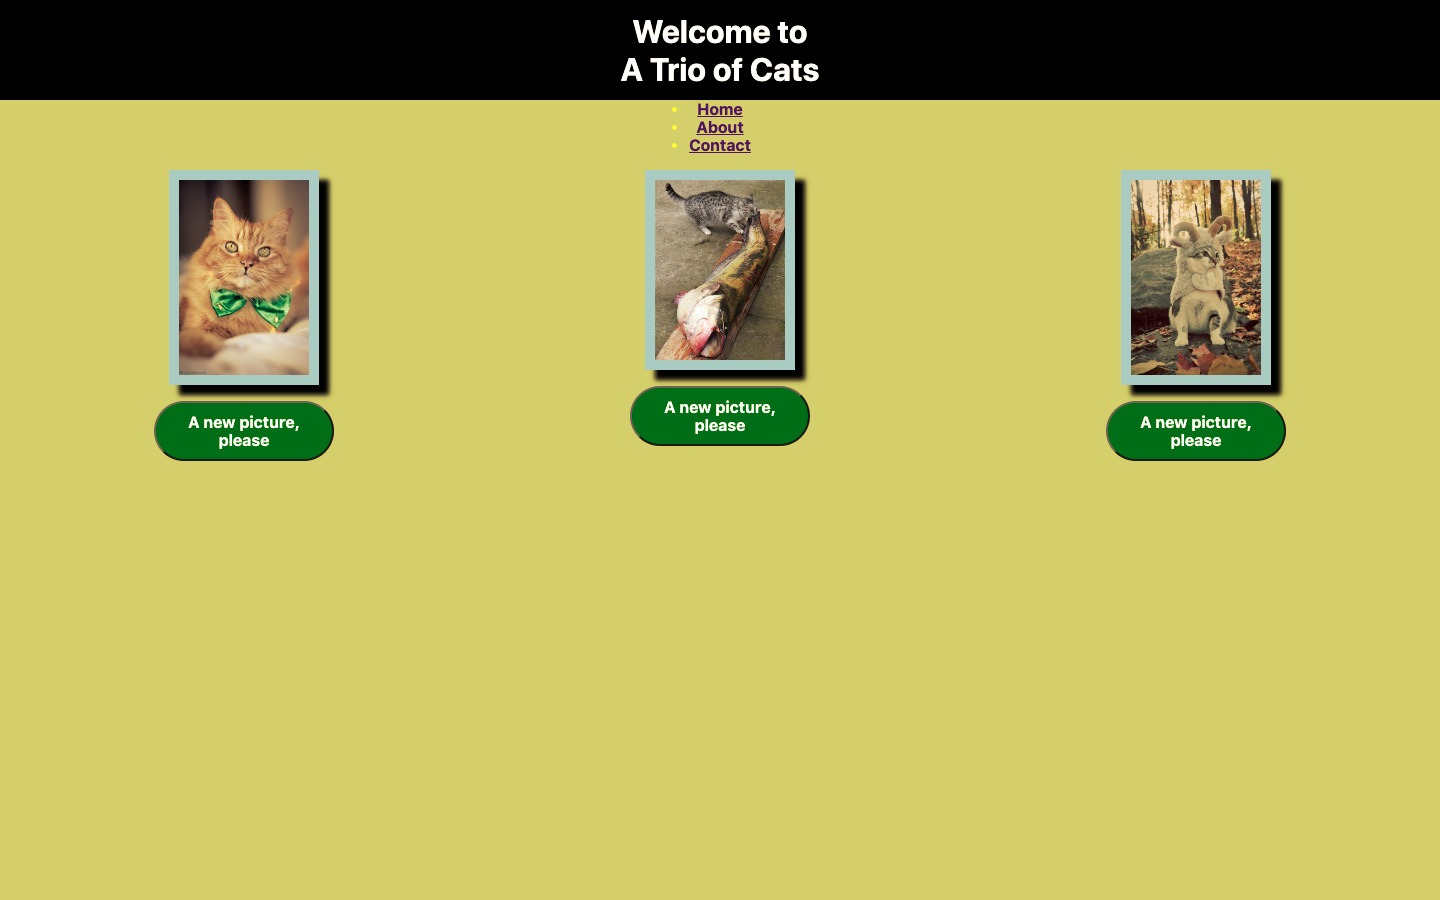 Welcome to
A Trio of Cats
Home
About
Contact
A new picture,
please
A new picture,
please
A new picture,
please